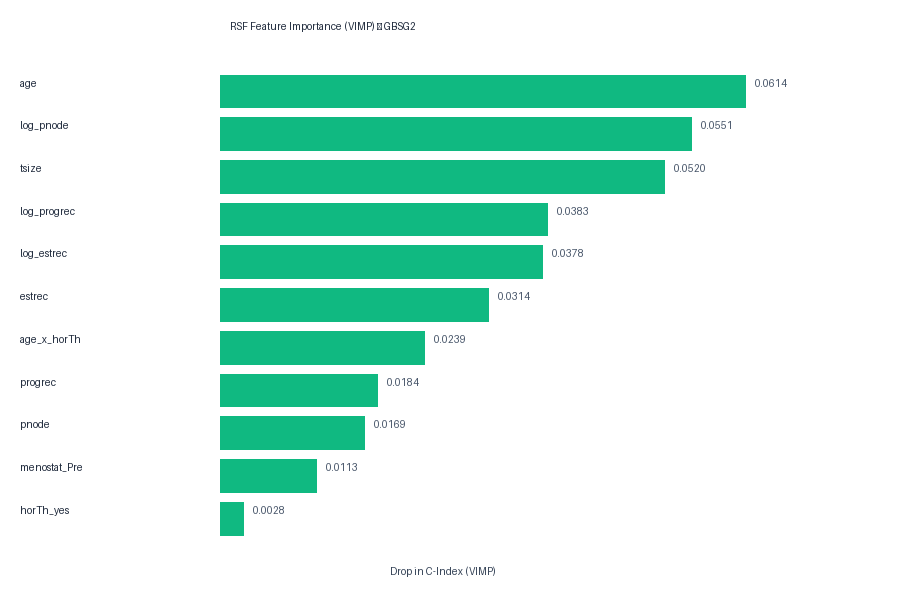 RSF Feature Importance (VIMP) GBSG2
age 0.0614
log_pnode 0.0551
tsize 0.0520
log_progrec 0.0383
log_estrec 0.0378
estrec 0.0314
age_x_horTh 0.0239
progrec 0.0184
pnode 0.0169
menostat_Pre 0.0113
horTh_yes 0.0028
Drop in C-Index (VIMP)